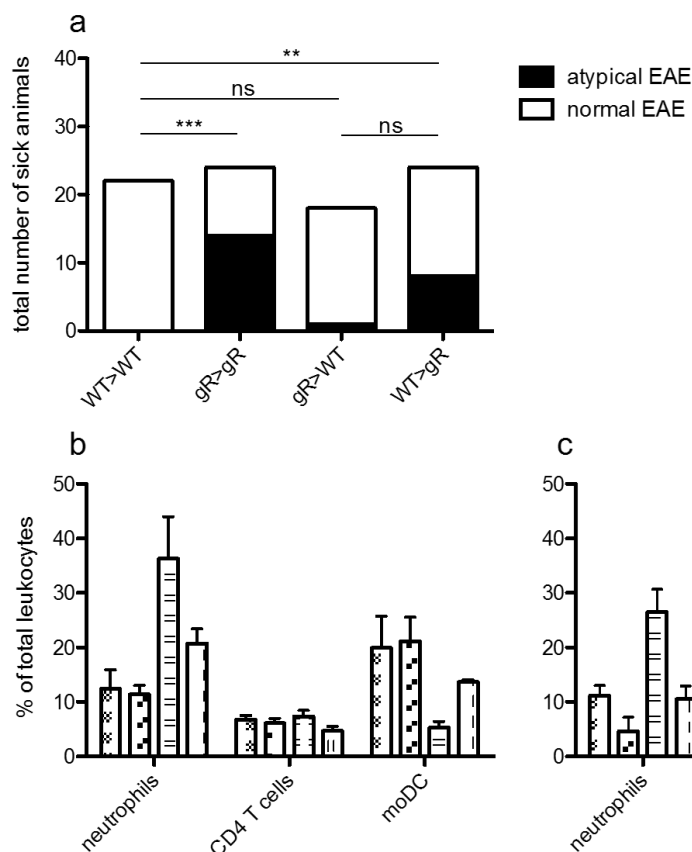 a
total number of sick animals
40
30
20
10
0
**
ns
***
ns
atypical EAE
normal EAE
WT>WT
gR>gR
gR>WT
WT>gR
b
% of total leukocytes
50
40
30
20
10
0
neutrophils
CD4 T cells
moDC
c
50
40
30
20
10
0
neutrophils